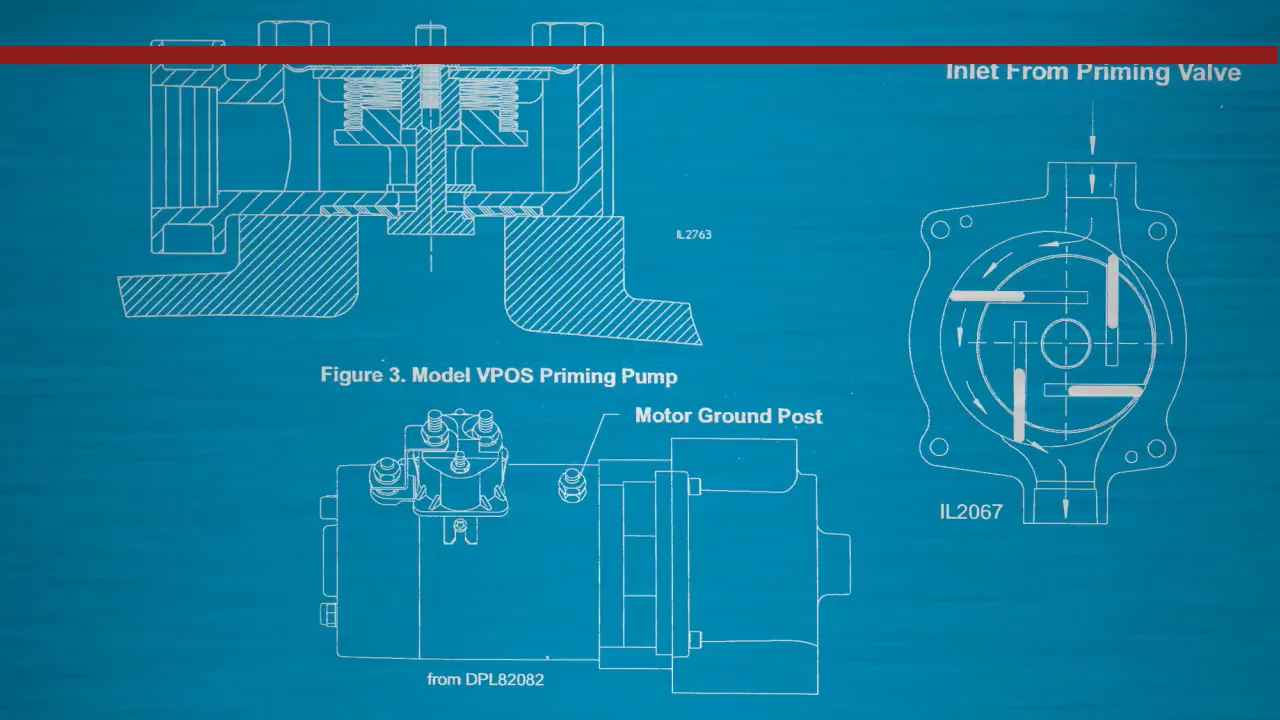 Inlet From Priming Valve
IL2763
Figure 3. Model VPOS Priming Pump
Motor Ground Post
IL2067
from DPL82082